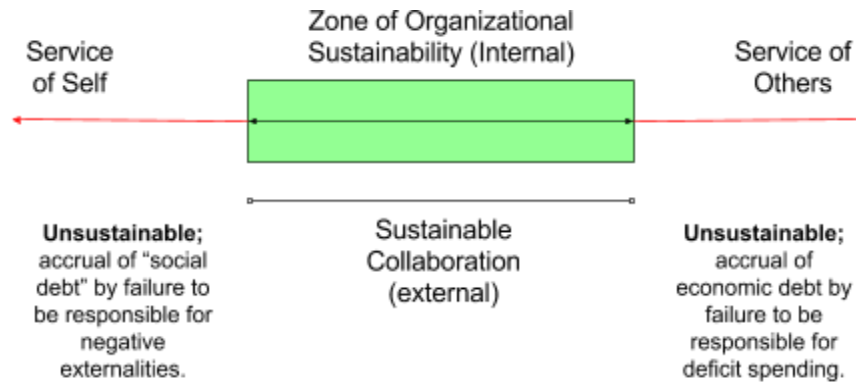 Zone of Organizational
Sustainability (Internal)
Service
of Self
Service of
Others
Unsustainable;
accrual of “social
debt” by failure to
be responsible for
negative
externalities.
Sustainable
Collaboration
(external)
Unsustainable;
accrual of
economic debt by
failure to be
responsible for
deficit spending.